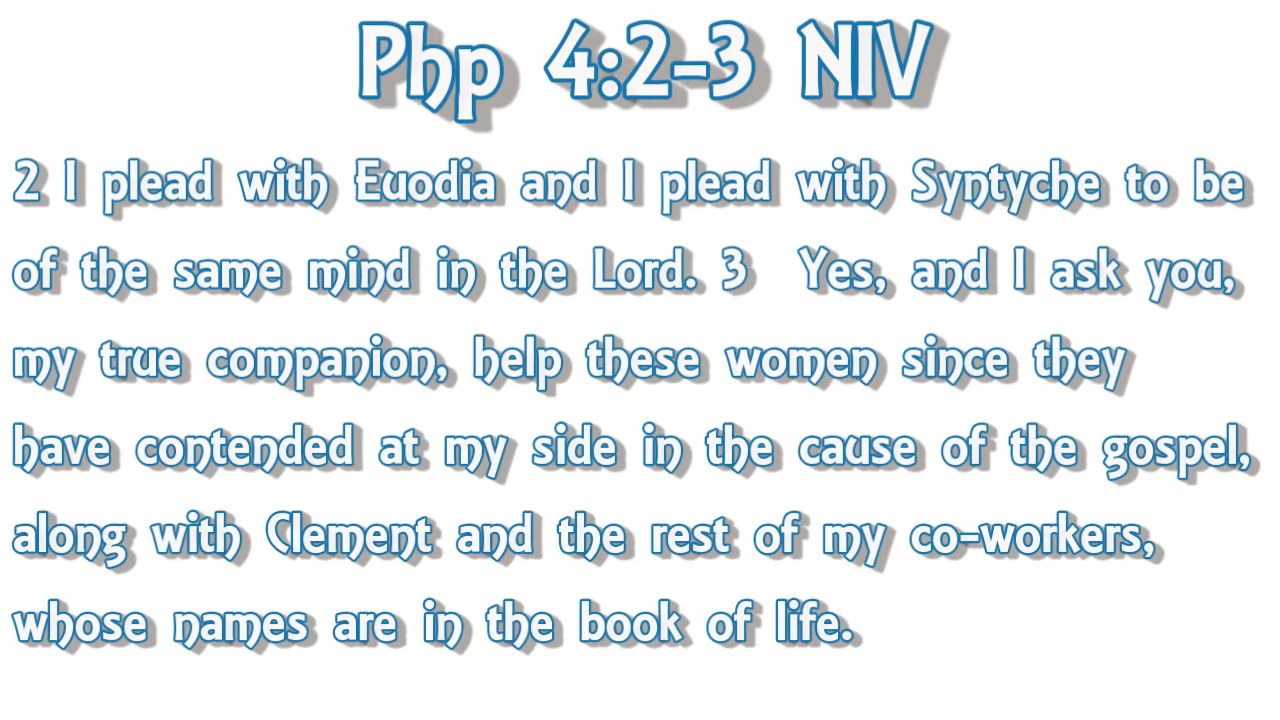 Php 4:2-3 NIV
2 I plead with Euodia and I plead with Syntyche to be
of the same mind in the Lord. 3 Yes, and I ask you,
my true companion, help these women since they
have contended at my side in the cause of the gospel,
along with Clement and the rest of my co-workers,
whose names are in the book of life.